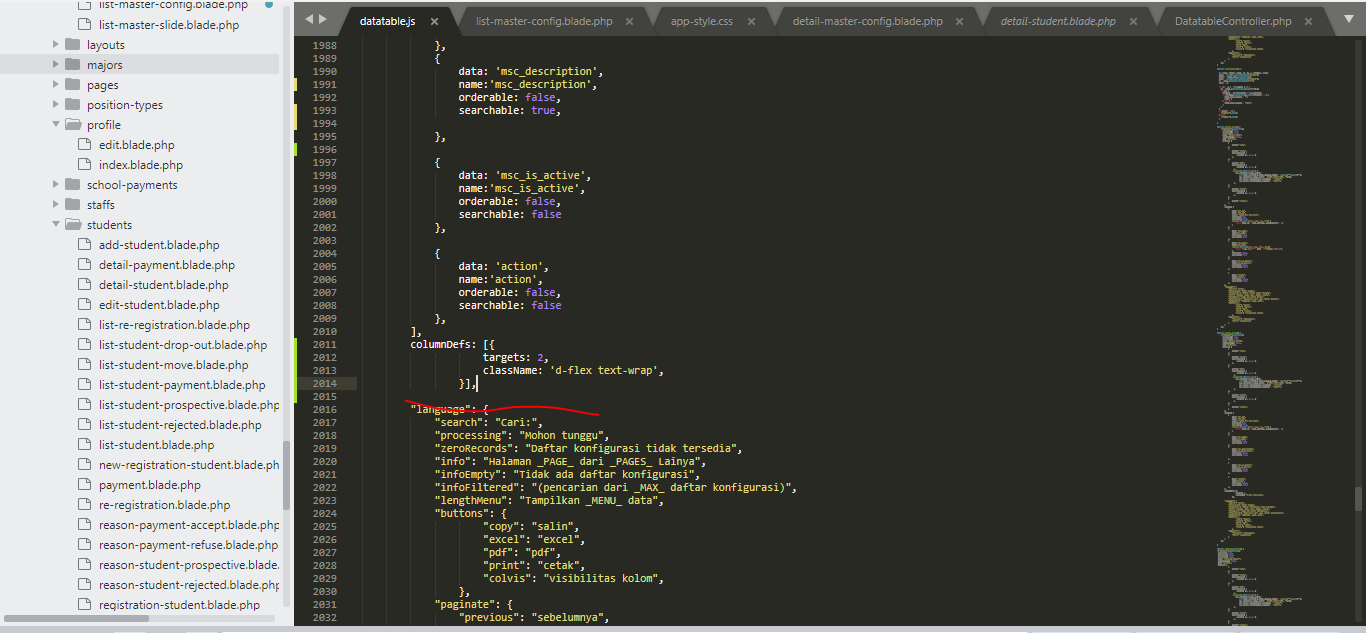 list-master-config.blade.php
list-master-slide.blade.php
layouts
majors
pages
position-types
profile
edit.blade.php
index.blade.php
school-payments
staffs
students
add-student.blade.php
detail-payment.blade.php
detail-student.blade.php
edit-student.blade.php
list-re-registration.blade.php
list-student-drop-out.blade.php
list-student-move.blade.php
list-student-payment.blade.php
list-student-prospective.blade.php
list-student-rejected.blade.php
list-student.blade.php
new-registration-student.blade.ph
payment.blade.php
re-registration.blade.php
reason-payment-accept.blade.php
reason-payment-refuse.blade.php
reason-student-prospective.blade.
reason-student-rejected.blade.php
registration-student.blade.php
datatable.js × list-master-config.blade.php × app-style.css × detail-master-config.blade.php × detail-student.blade.php × DatatableController.php ×
1988 },
1989 {
1990 data: 'msc_description',
1991 name:'msc_description',
1992 orderable: false,
1993 searchable: true,
1994
1995 },
1996
1997 {
1998 data: 'msc_is_active',
1999 name:'msc_is_active',
2000 orderable: false,
2001 searchable: false
2002 },
2003
2004 {
2005 data: 'action',
2006 name:'action',
2007 orderable: false,
2008 searchable: false
2009 },
2010 ],
2011 columnDefs: [{
2012 targets: 2,
2013 className: 'd-flex text-wrap',
2014 }],
2015
2016 "language": {
2017 "search": "Cari:",
2018 "processing": "Mohon tunggu",
2019 "zeroRecords": "Daftar konfigurasi tidak tersedia",
2020 "info": "Halaman _PAGE_ dari _PAGES_ Lainya",
2021 "infoEmpty": "Tidak ada daftar konfigurasi",
2022 "infoFiltered": "(pencarian dari _MAX_ daftar konfigurasi)",
2023 "lengthMenu": "Tampilkan _MENU_ data",
2024 "buttons": {
2025 "copy": "salin",
2026 "excel": "excel",
2027 "pdf": "pdf",
2028 "print": "cetak",
2029 "colvis": "visibilitas kolom",
2030 },
2031 "paginate": {
2032 "previous": "sebelumnya",